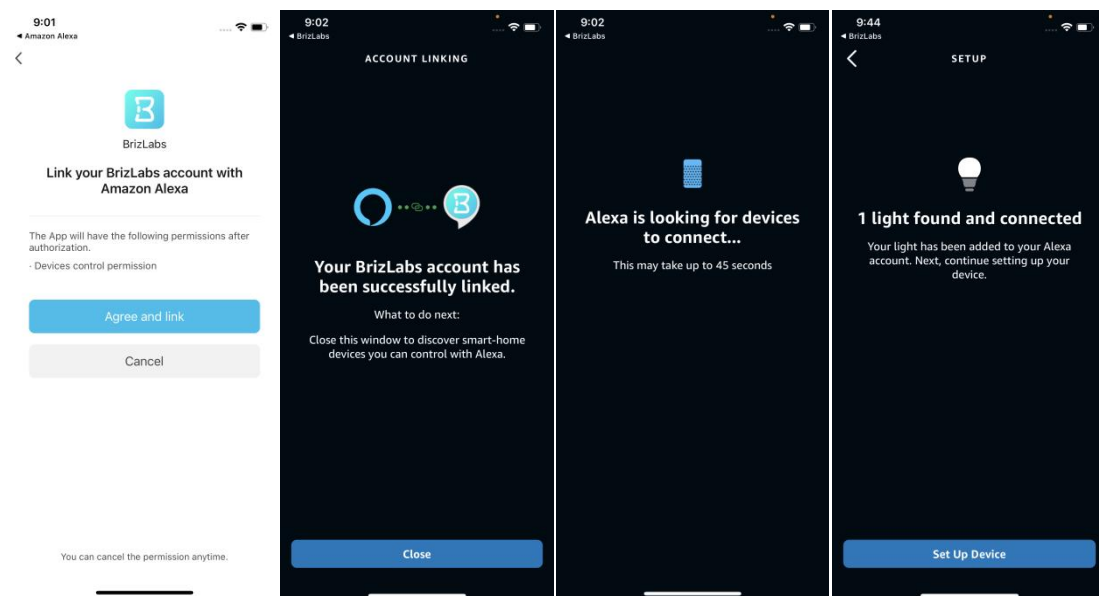 9:01
◀ Amazon Alexa
BrizLabs
Link your BrizLabs account with
Amazon Alexa
The App will have the following permissions after
authorization.
· Devices control permission
Agree and link
Cancel
You can cancel the permission anytime.
9:02
◀ BrizLabs
ACCOUNT LINKING
Your BrizLabs account has
been successfully linked.
What to do next:
Close this window to discover smart-home
devices you can control with Alexa.
Close
9:02
◀ BrizLabs
Alexa is looking for devices
to connect...
This may take up to 45 seconds
9:44
◀ BrizLabs
SETUP
1 light found and connected
Your light has been added to your Alexa
account. Next, continue setting up your
device.
Set Up Device